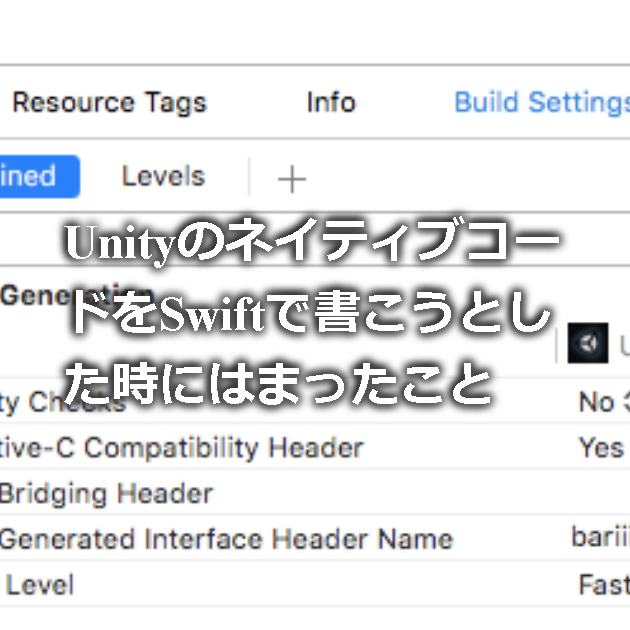 Resource Tags Info Build Settings
ined Levels
Unityのネイティブコー
Generation
ドをSwiftで書こうとし
た時にはまったこと
ty Checks No
tive-C Compatibility Header Yes
Bridging Header
Generated Interface Header Name bariii
Level Fast